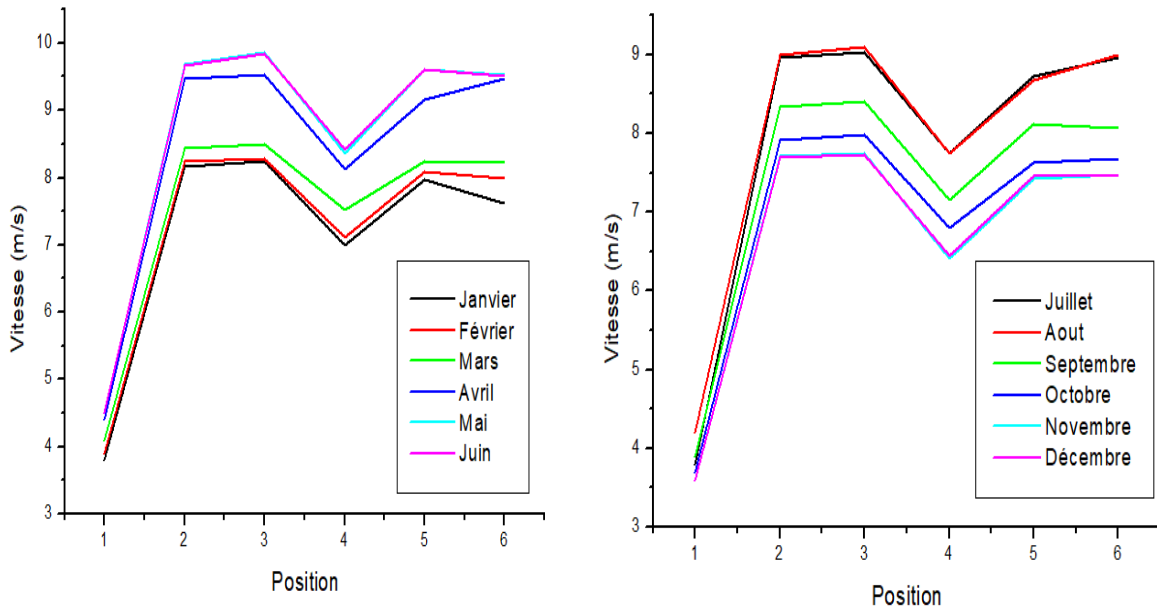 Vitesse (m/s)
10
9
8
7
6
5
4
3
1 2 3 4 5 6
Position
Janvier
Février
Mars
Avril
Mai
Juin
Vitesse (m/s)
9
8
7
6
5
4
3
1 2 3 4 5 6
Position
Juillet
Aout
Septembre
Octobre
Novembre
Décembre